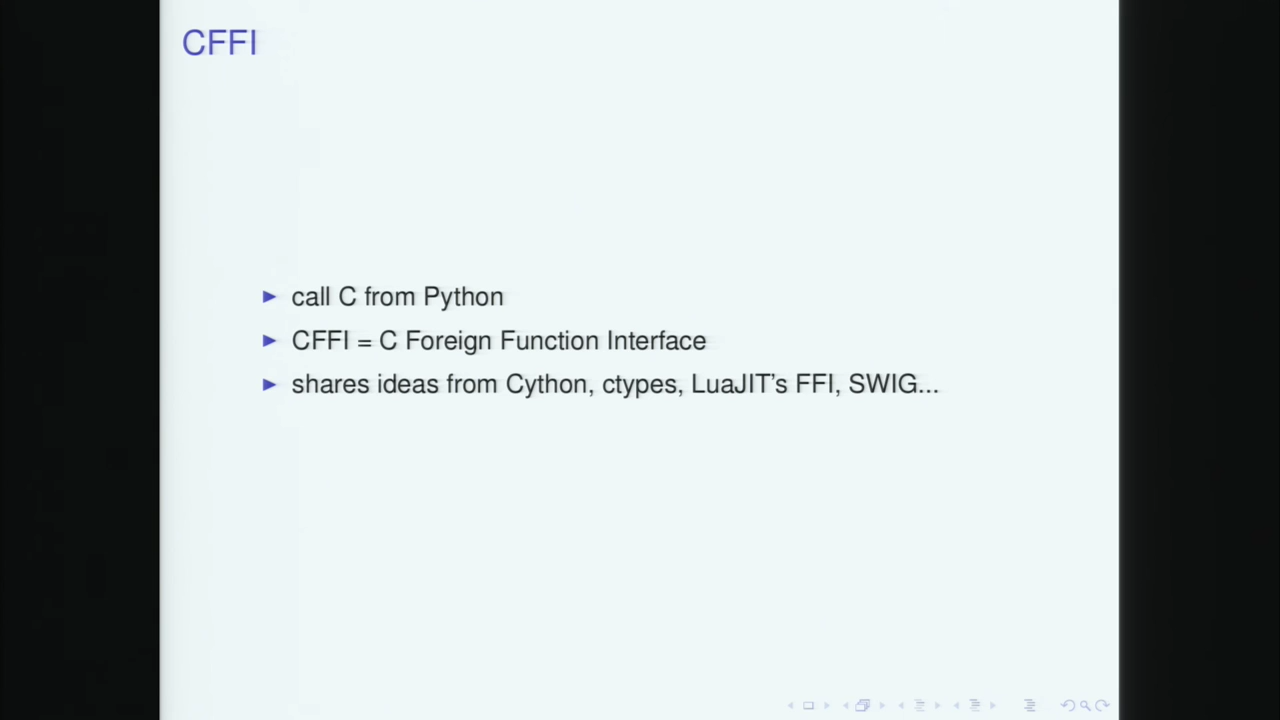 CFFI
call C from Python
CFFI = C Foreign Function Interface
shares ideas from Cython, ctypes, LuaJIT's FFI, SWIG...